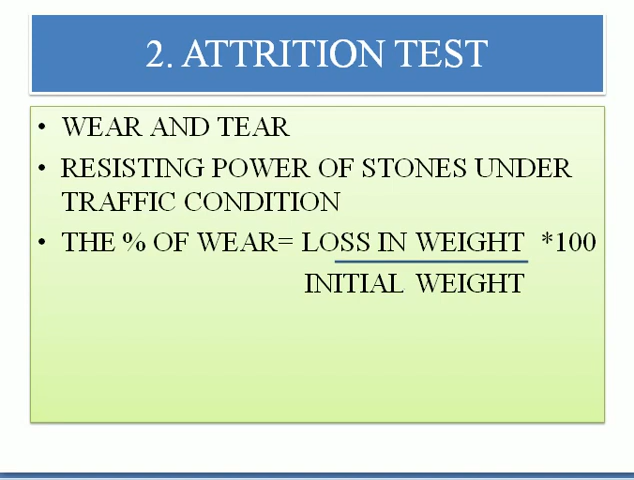 2. ATTRITION TEST
• WEAR AND TEAR
• RESISTING POWER OF STONES UNDER
TRAFFIC CONDITION
• THE % OF WEAR= LOSS IN WEIGHT *100
INITIAL WEIGHT